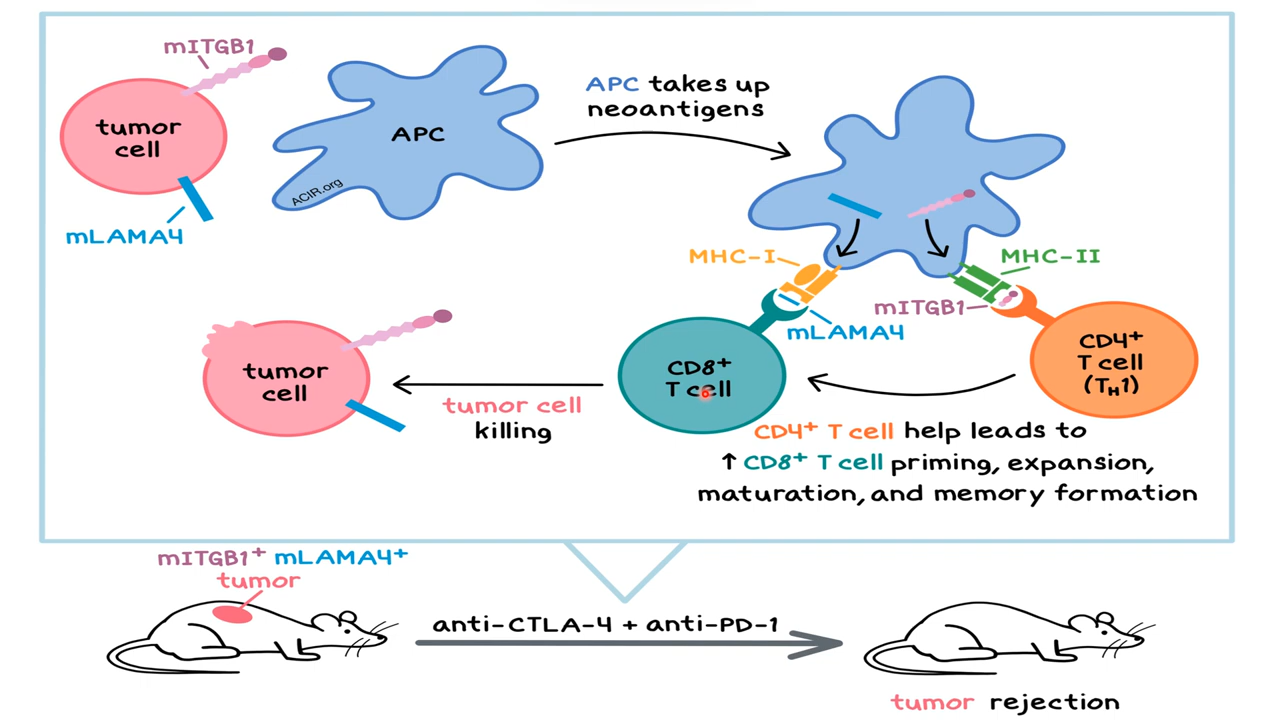 mITGB1
tumor
cell
mLAMA4
APC
ACIR.org
APC takes up
neoantigens
MHC-I
MHC-II
mITGB1
mLAMA4
CD8+
T cell
CD4+
T cell
(TH1)
tumor
cell
tumor cell
killing
CD4+ T cell help leads to
↑ CD8+ T cell priming, expansion,
maturation, and memory formation
mITGB1+ mLAMA4+
tumor
anti-CTLA-4 + anti-PD-1
tumor rejection